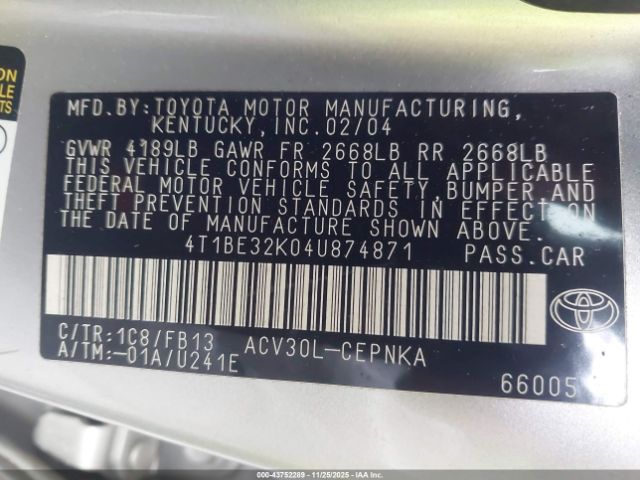 ON
LE
TS
MFD.BY:TOYOTA MOTOR MANUFACTURING,
KENTUCKY,INC.02/04
GVWR 4189LB GAWR FR 2668LB RR 2668LB
THIS VEHICLE CONFORMS TO ALL APPLICABLE
FEDERAL MOTOR VEHICLE SAFETY,BUMPER AND
THEFT PREVENTION STANDARDS IN EFFECT ON
THE DATE OF MANUFACTURE SHOWN ABOVE.
4T1BE32K04U874871 PASS.CAR
C/TR:1C8/FB13 ACV30L-CEPNKA
A/TM:-01A/U241E
66005
© -- 43752289 -- 11/25/2025 -- IAA Inc.